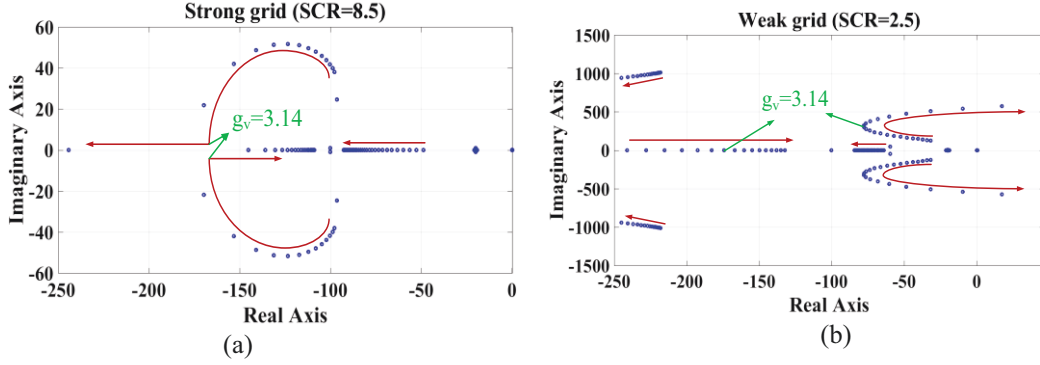 Strong grid (SCR=8.5)
60
40
20
0
-20
-40
-60
Imaginary Axis
gv=3.14
-250 -200 -150 -100 -50 0
Real Axis
(a)
Weak grid (SCR=2.5)
1500
1000
500
0
-500
-1000
-1500
Imaginary Axis
gv=3.14
-250 -200 -150 -100 -50 0
Real Axis
(b)